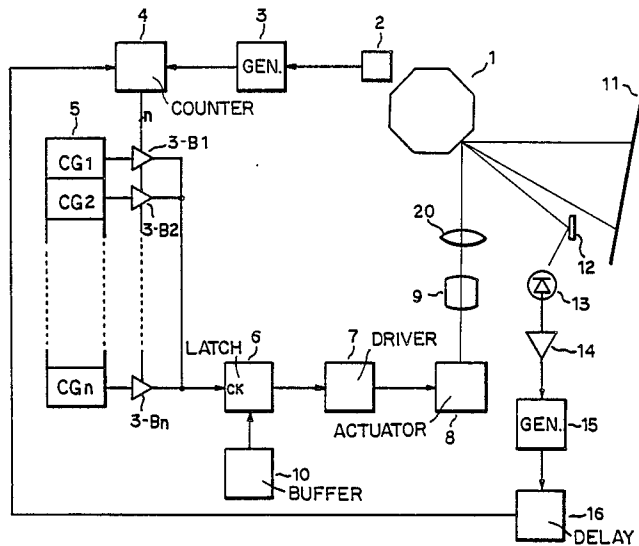 4
3
2
1
11
GEN.
COUNTER
n
5
3-B1
CG1
3-B2
CG2
20
12
9
13
LATCH
6
7
DRIVER
14
CGn
CK
3-Bn
ACTUATOR
8
GEN.
15
10
BUFFER
16
DELAY